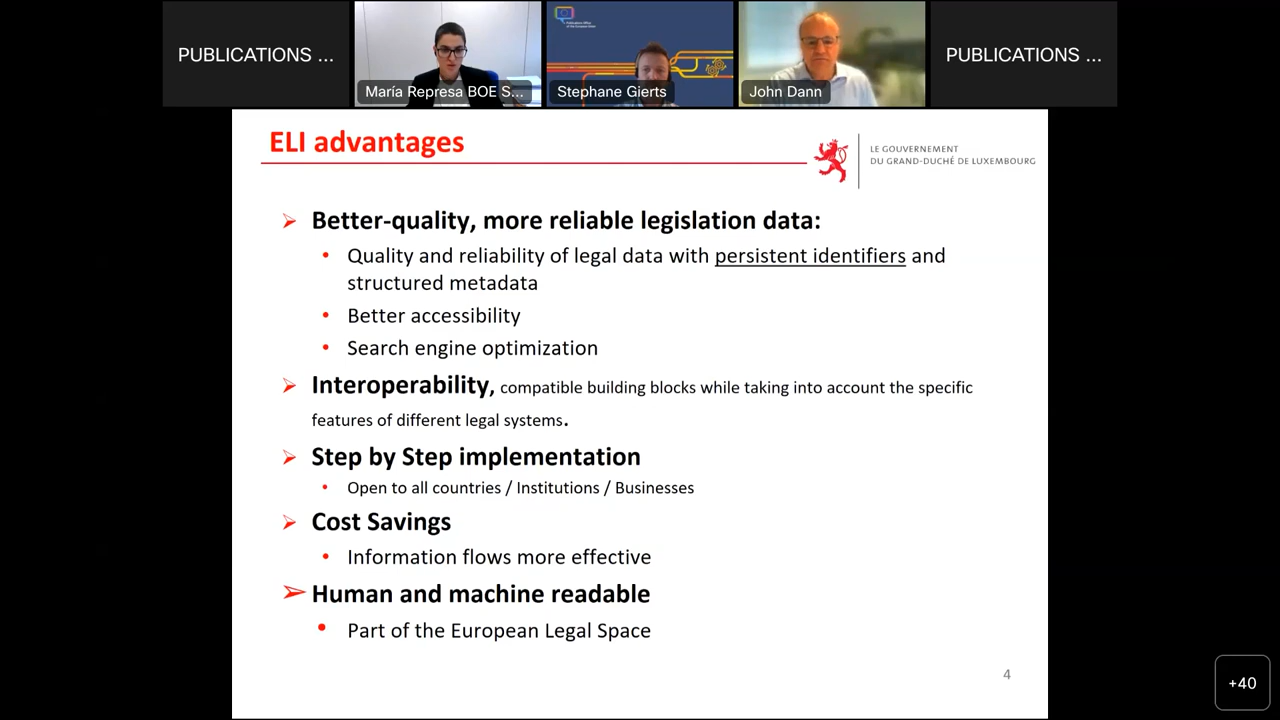 PUBLICATIONS ...
María Represa BOE S...
Stephane Gierts
John Dann
PUBLICATIONS ...
ELI advantages
LE GOUVERNEMENT
DU GRAND-DUCHÉ DE LUXEMBOURG
Better-quality, more reliable legislation data:
Quality and reliability of legal data with persistent identifiers and
structured metadata
Better accessibility
Search engine optimization
Interoperability, compatible building blocks while taking into account the specific
features of different legal systems.
Step by Step implementation
Open to all countries / Institutions / Businesses
Cost Savings
Information flows more effective
Human and machine readable
Part of the European Legal Space
4
+40